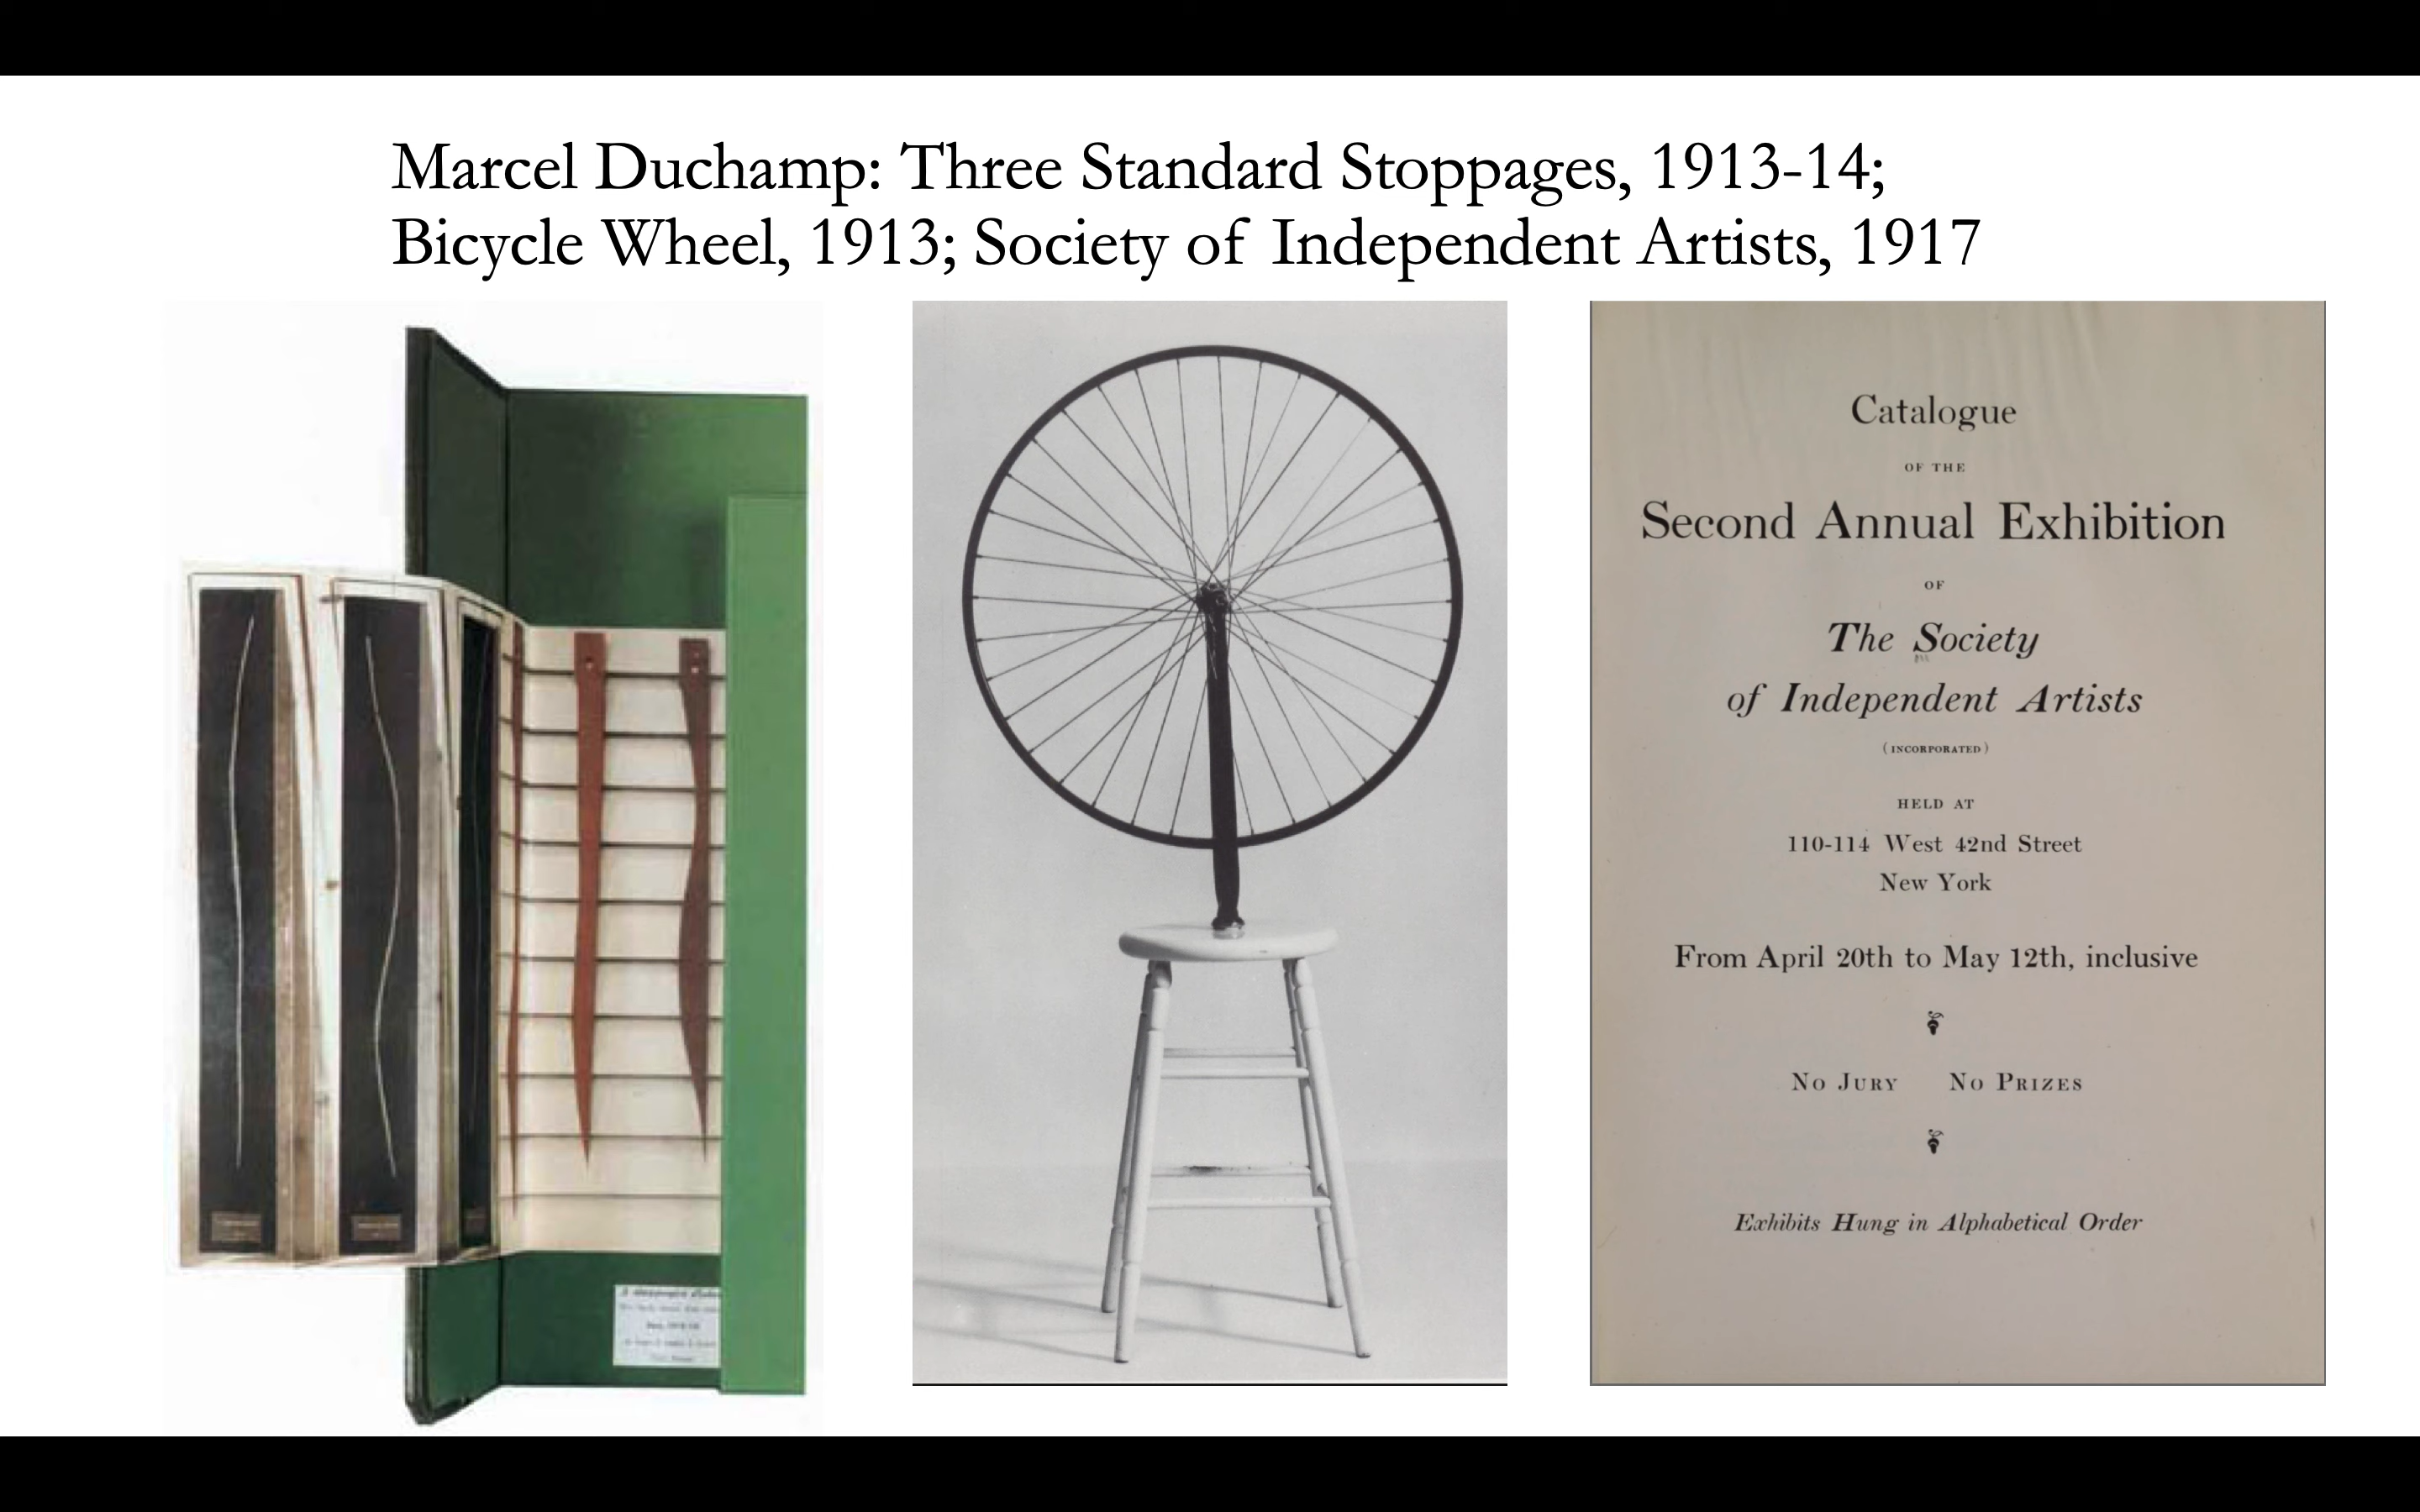 Marcel Duchamp: Three Standard Stoppages, 1913-14;
Bicycle Wheel, 1913; Society of Independent Artists, 1917
Catalogue
OF THE
Second Annual Exhibition
OF
The Society
of Independent Artists
(INCORPORATED)
HELD AT
110-114 West 42nd Street
New York
From April 20th to May 12th, inclusive
No Jury No Prizes
Exhibits Hung in Alphabetical Order